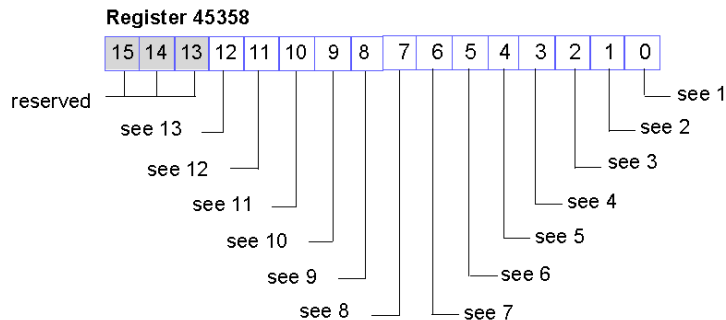 Register 45358
15 14 13 12 11 10 9 8 7 6 5 4 3 2 1 0
see 1
reserved
see 13 see 2
see 12 see 3
see 11 see 4
see 10 see 5
see 9 see 6
see 8 see 7